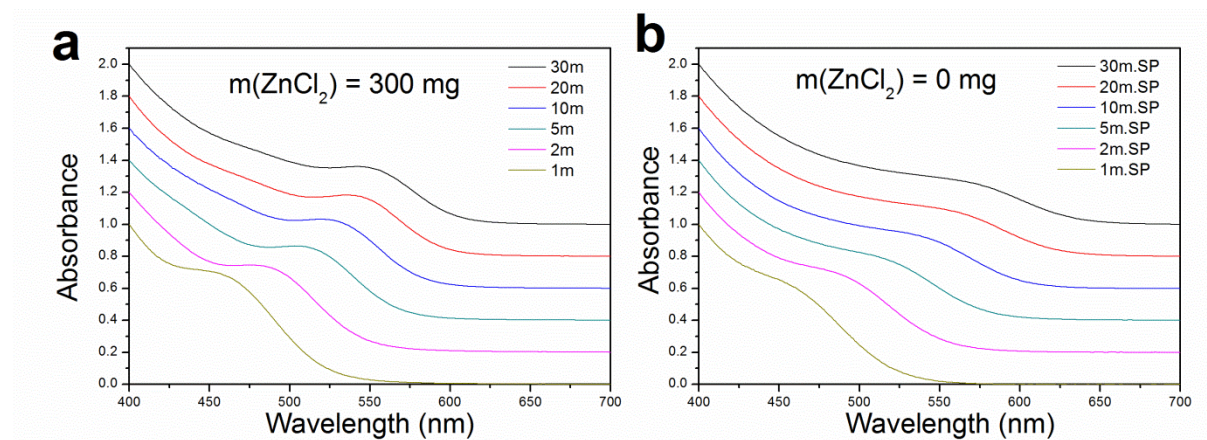 a
m(ZnCl₂) = 300 mg
30m
20m
10m
5m
2m
1m
2.0
1.8
1.6
1.4
1.2
1.0
0.8
0.6
0.4
0.2
0.0
Absorbance
400 450 500 550 600 650 700
Wavelength (nm)
b
m(ZnCl₂) = 0 mg
30m.SP
20m.SP
10m.SP
5m.SP
2m.SP
1m.SP
2.0
1.8
1.6
1.4
1.2
1.0
0.8
0.6
0.4
0.2
0.0
Absorbance
400 450 500 550 600 650 700
Wavelength (nm)